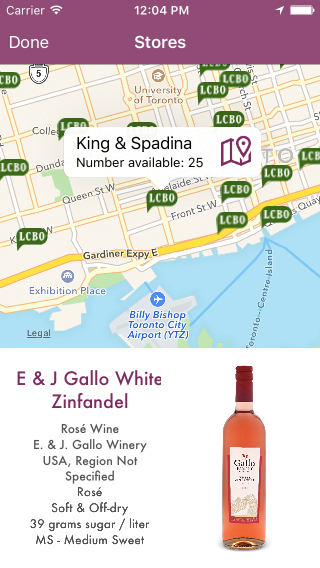 Carrier 12:04 PM
Done Stores
LCBO
5
LCBO
University
of Toronto
LCBO
LCBO
Colle
LCBO
King & Spadina
Number available: 25
LCBO
LCBO
TO
LCBO
Queen St W
Adelaide St W
LCBO
LCBO
Front St W
LCBO
LCBO
LCBO
K
Gardiner Expy E
Exhibition Place
Billy Bishop
Toronto City
Airport (YTZ)
Toronto--Centre-Island
Legal
E & J Gallo White
Zinfandel
Rosé Wine
E. & J. Gallo Winery
USA, Region Not
Specified
Rosé
Soft & Off-dry
39 grams sugar / liter
MS - Medium Sweet
Gallo